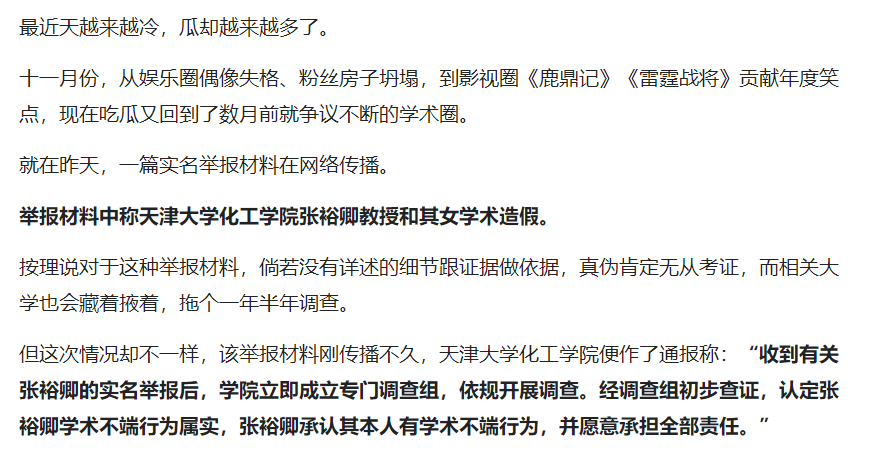 最近天越来越冷，瓜却越来越多了。
十一月份，从娱乐圈偶像失格、粉丝房子坍塌，到影视圈《鹿鼎记》《雷霆战将》贡献年度笑
点，现在吃瓜又回到了数月前就争议不断的学术圈。
就在昨天，一篇实名举报材料在网络传播。
举报材料中称天津大学化工学院张裕卿教授和其女学术造假。
按理说对于这种举报材料，倘若没有详述的细节跟证据做依据，真伪肯定无从考证，而相关大
学也会藏着掖着，拖个一年半年调查。
但这次情况却不一样，该举报材料刚传播不久，天津大学化工学院便作了通报称：“收到有关
张裕卿的实名举报后，学院立即成立专门调查组，依规开展调查。经调查组初步查证，认定张
裕卿学术不端行为属实，张裕卿承认其本人有学术不端行为，并愿意承担全部责任。”